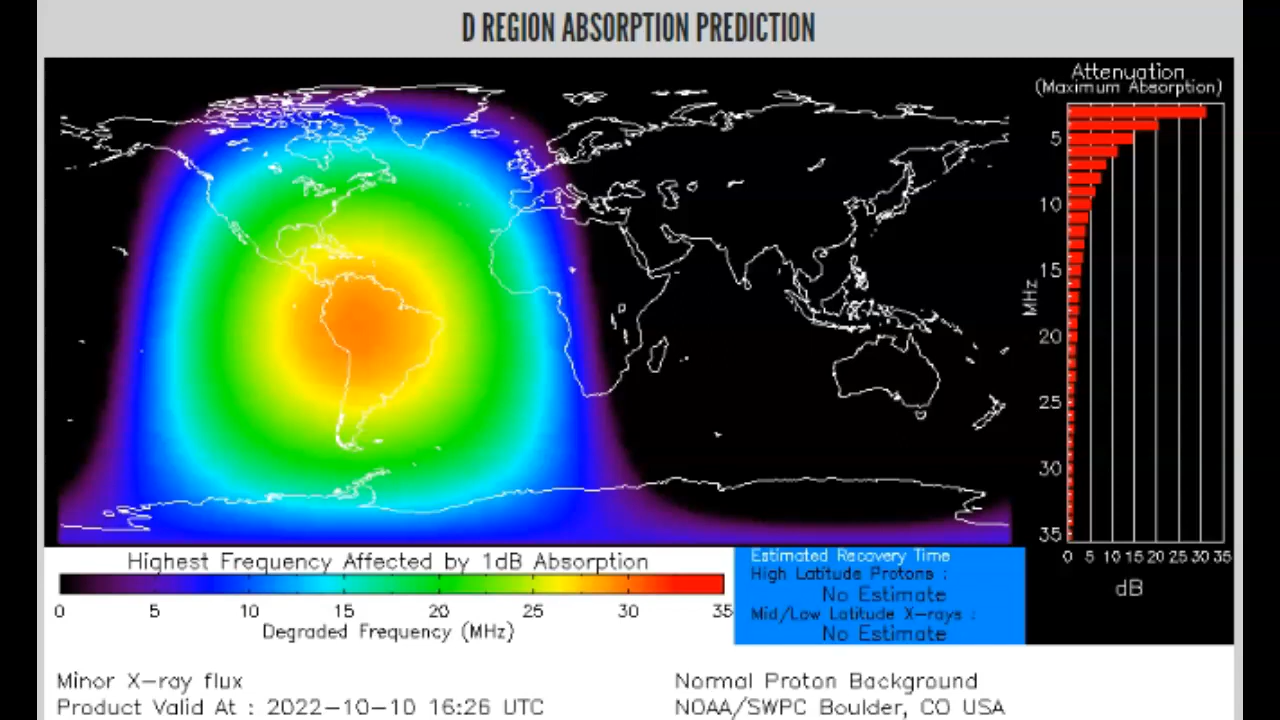 D REGION ABSORPTION PREDICTION
Attenuation
(Maximum Absorption)
5
10
15
20
25
30
35
MHz
0 5 10 15 20 25 30 35
dB
Highest Frequency Affected by 1dB Absorption
0 5 10 15 20 25 30 35
Degraded Frequency (MHz)
Estimated Recovery Time
High Latitude Protons :
No Estimate
Mid/Low Latitude X-rays :
No Estimate
Minor X-ray flux
Product Valid At : 2022-10-10 16:26 UTC
Normal Proton Background
NOAA/SWPC Boulder, CO USA